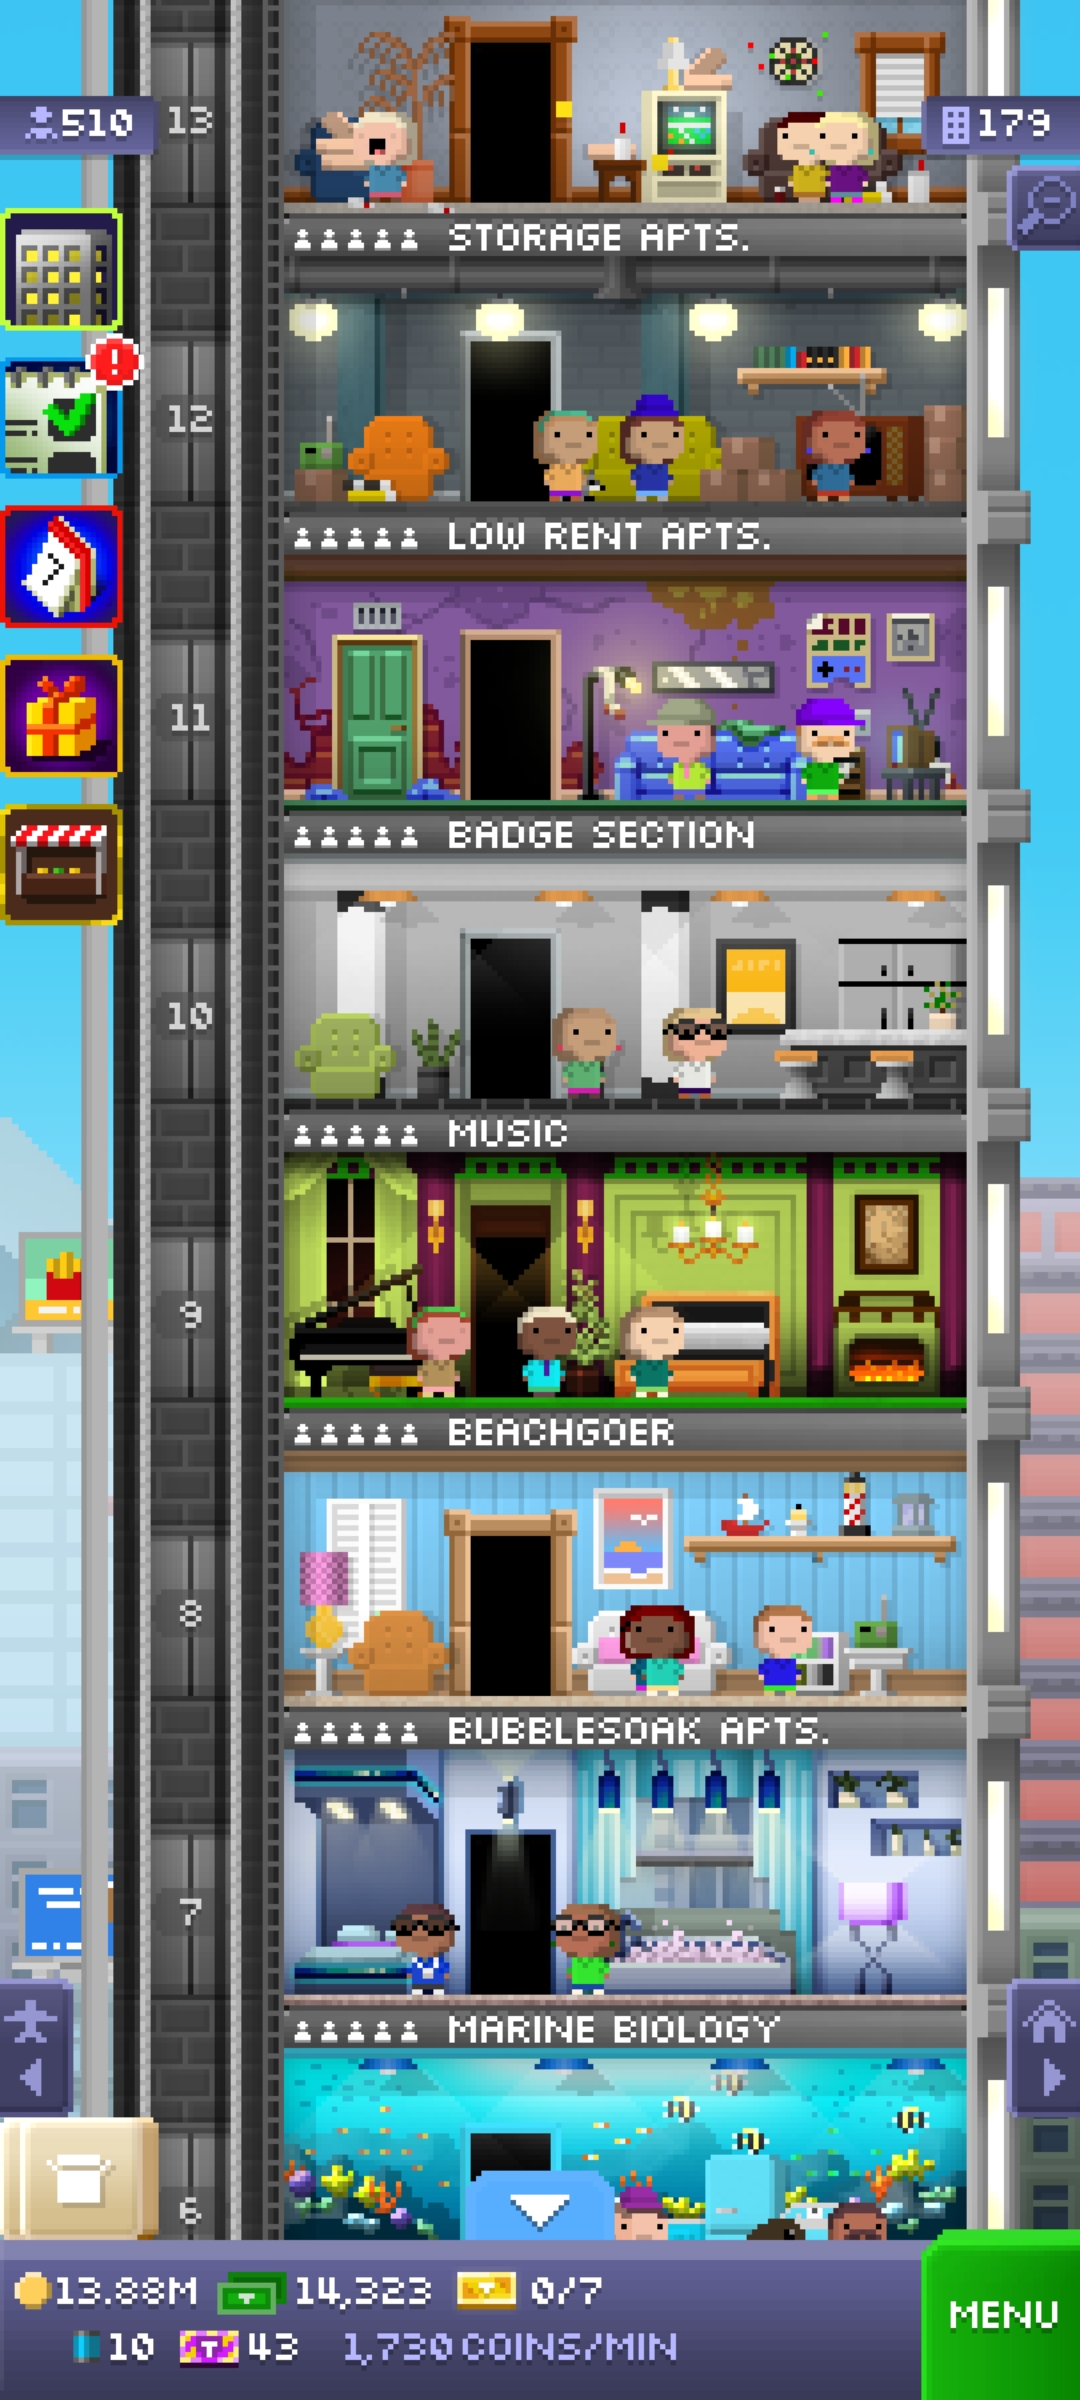 510
13
179
STORAGE APTS.
12
LOW RENT APTS.
11
BADGE SECTION
10
MUSIC
9
BEACHGOER
8
BUBBLESOAK APTS.
7
MARINE BIOLOGY
6
13.88M 14,323 0/7
MENU
10 43 1,730 COINS/MIN